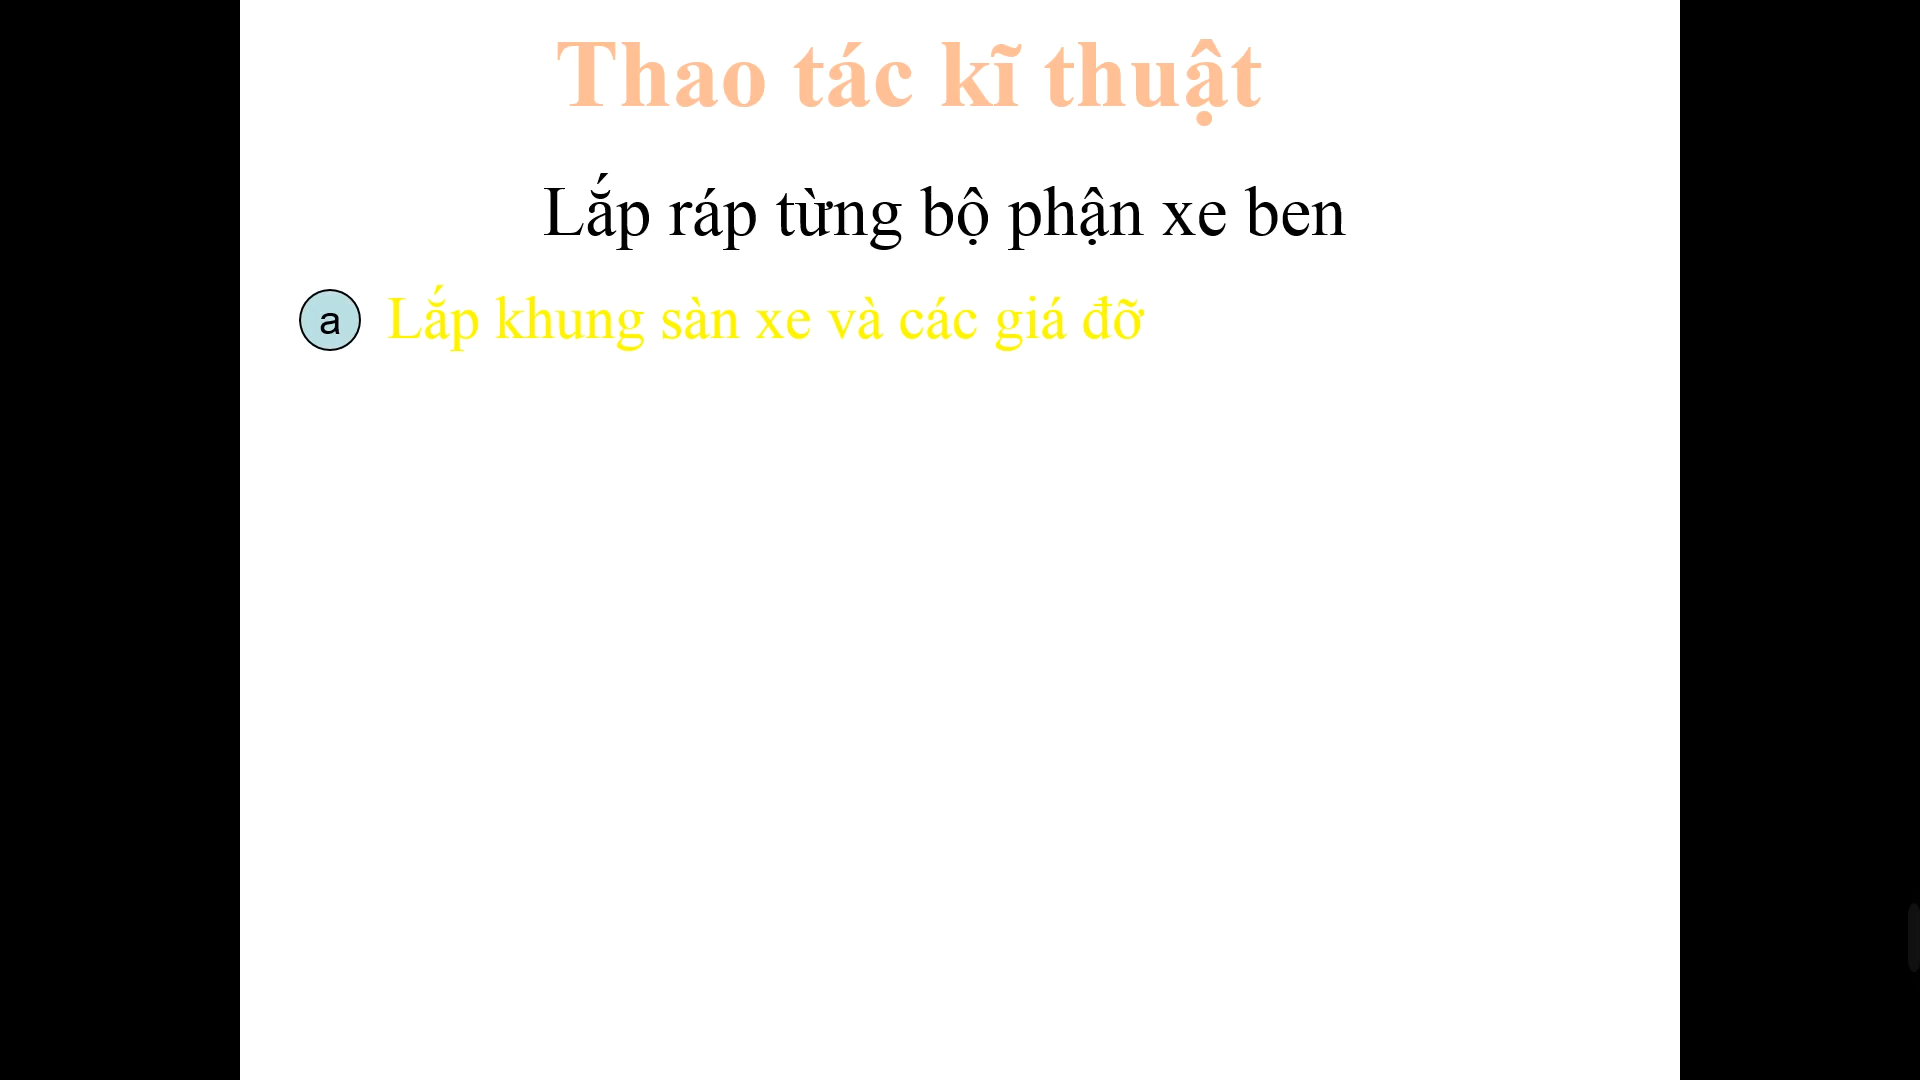 Thao tác kĩ thuật
Lắp ráp từng bộ phận xe ben
a Lắp khung sàn xe và các giá đỡ